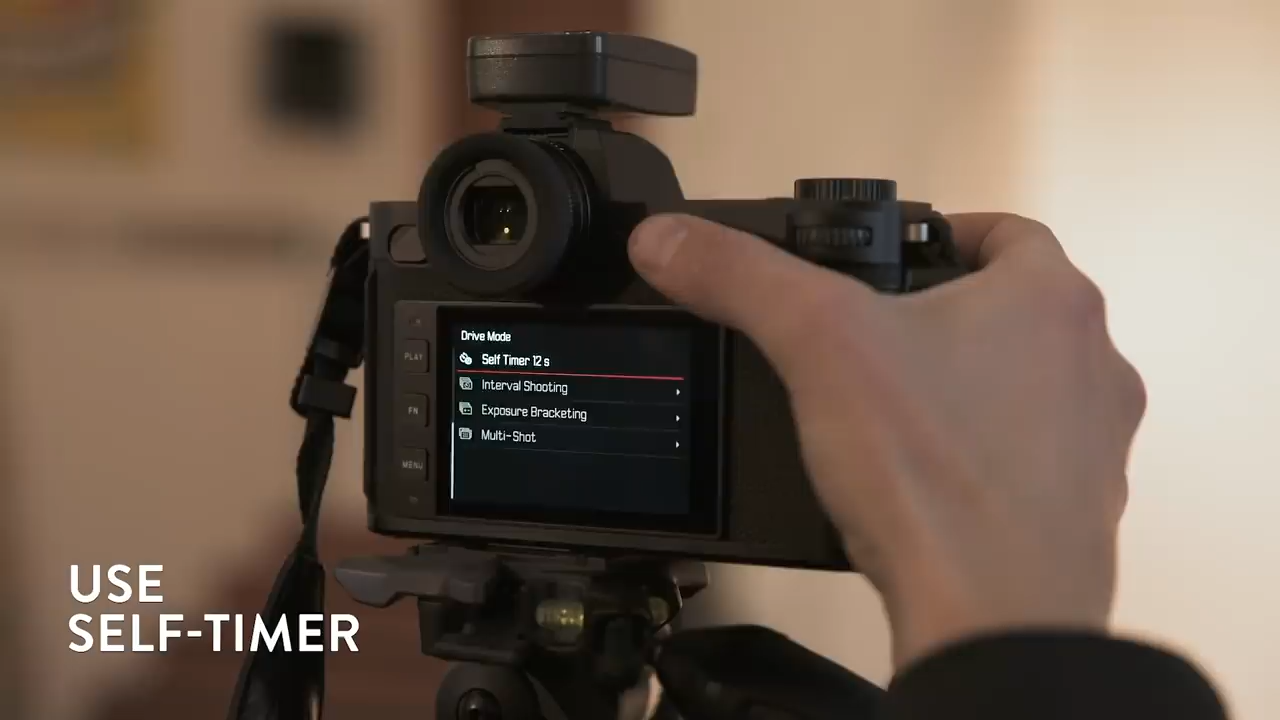 PLAY
FN
MENU
Drive Mode
Self Timer 12 s
Interval Shooting
Exposure Bracketing
Multi-Shot
USE
SELF-TIMER